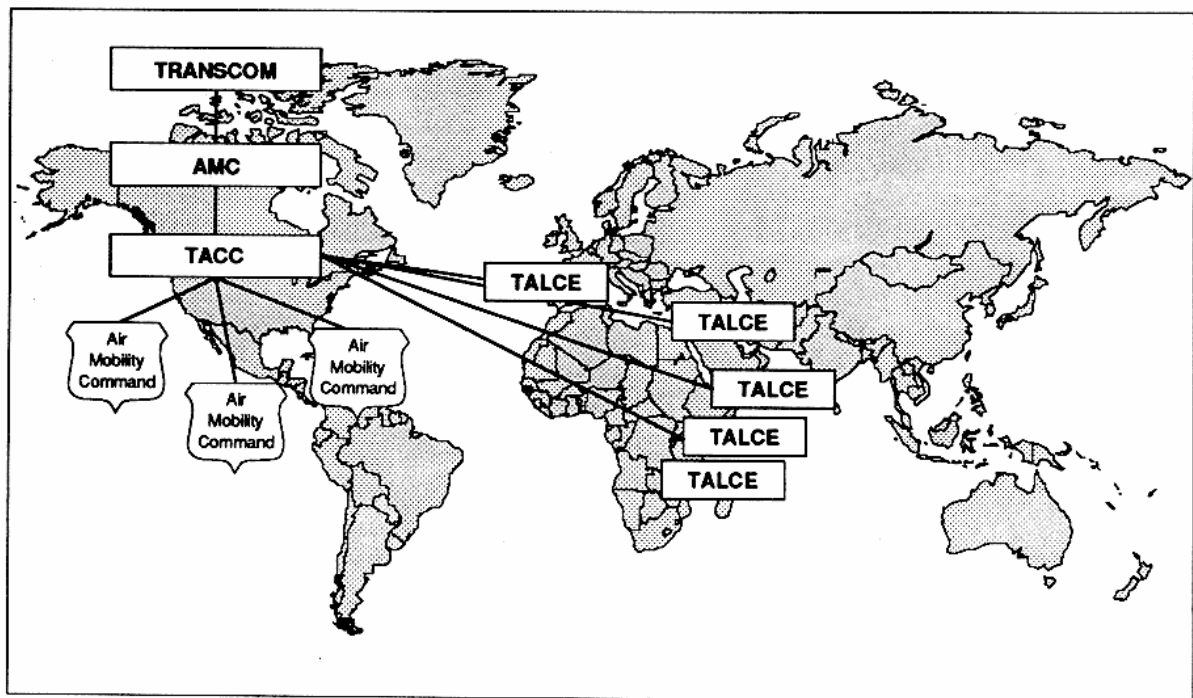 TRANSCOM
AMC
TACC
TALCE
TALCE
TALCE
TALCE
TALCE
Air
Mobility
Command
Air
Mobility
Command
Air
Mobility
Command